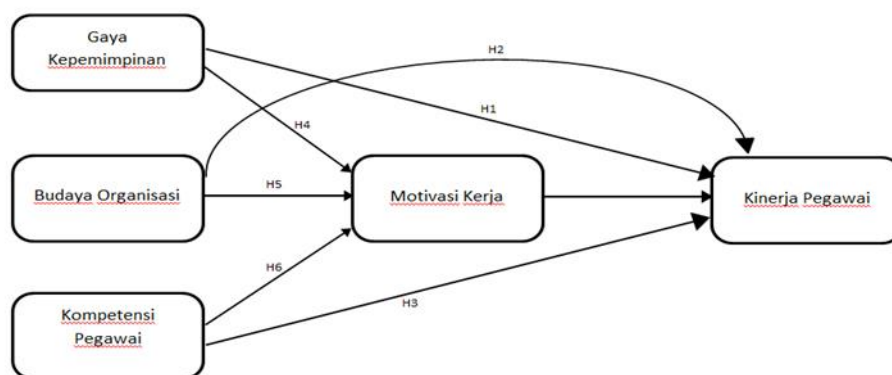 Gaya
Kepemimpinan
H2
H1
H4
Budaya Organisasi
H5
Motivasi Kerja
Kinerja Pegawai
H6
H3
Kompetensi
Pegawai